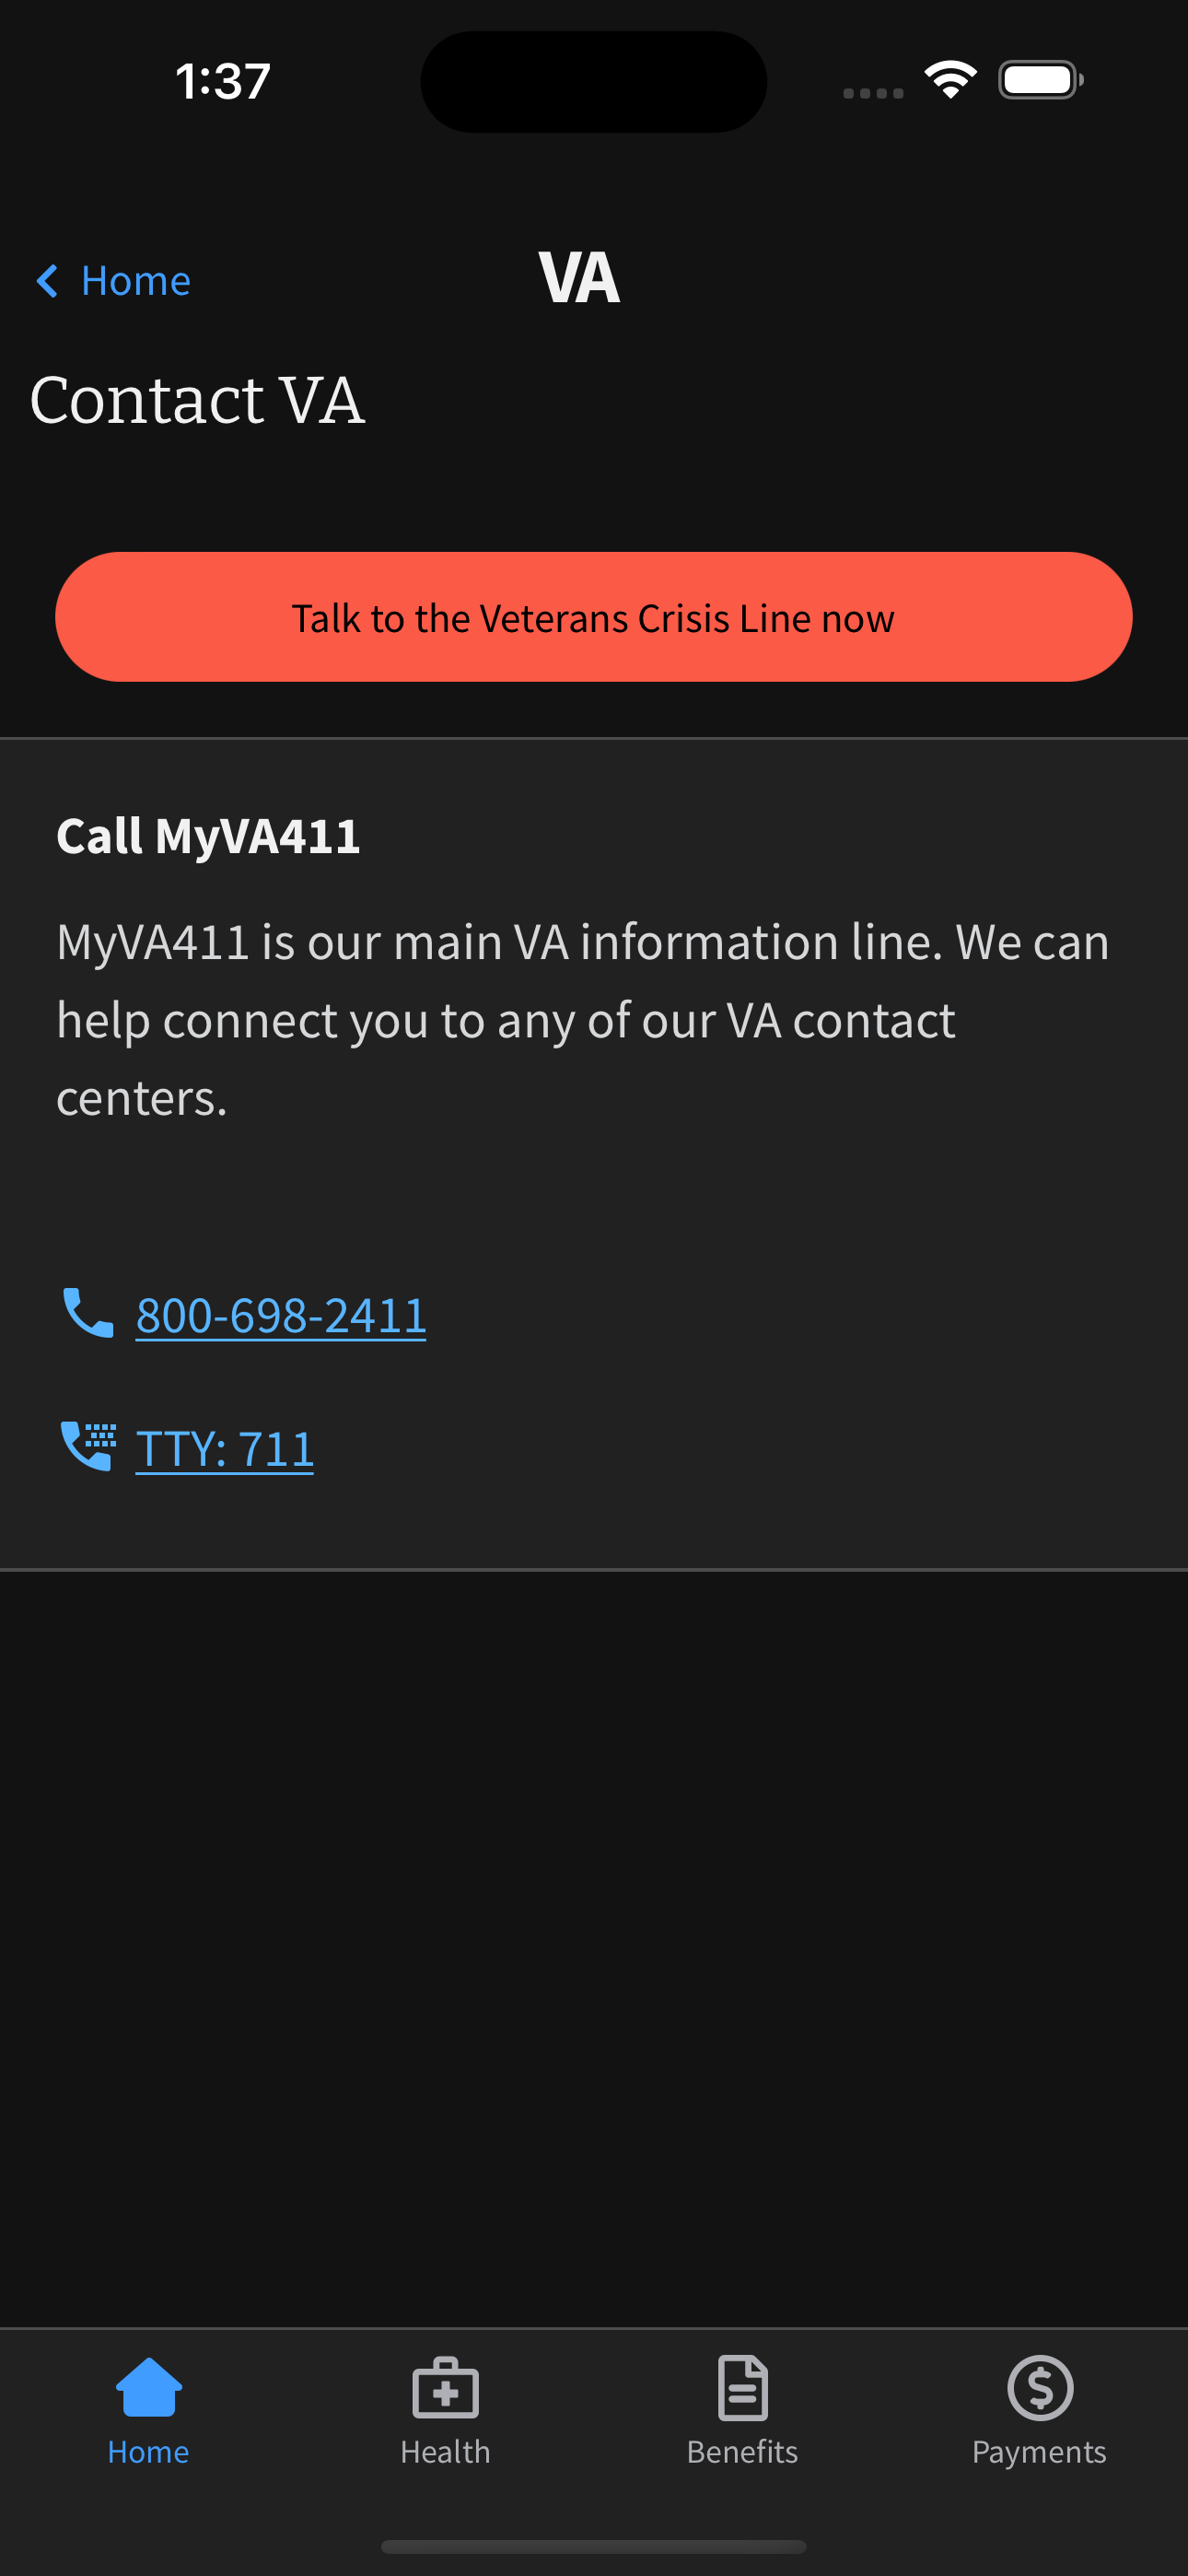 1:37
Home
VA
Contact VA
Talk to the Veterans Crisis Line now
Call MyVA411
MyVA411 is our main VA information line. We can
help connect you to any of our VA contact
centers.
800-698-2411
TTY: 711
Home
Health
Benefits
Payments